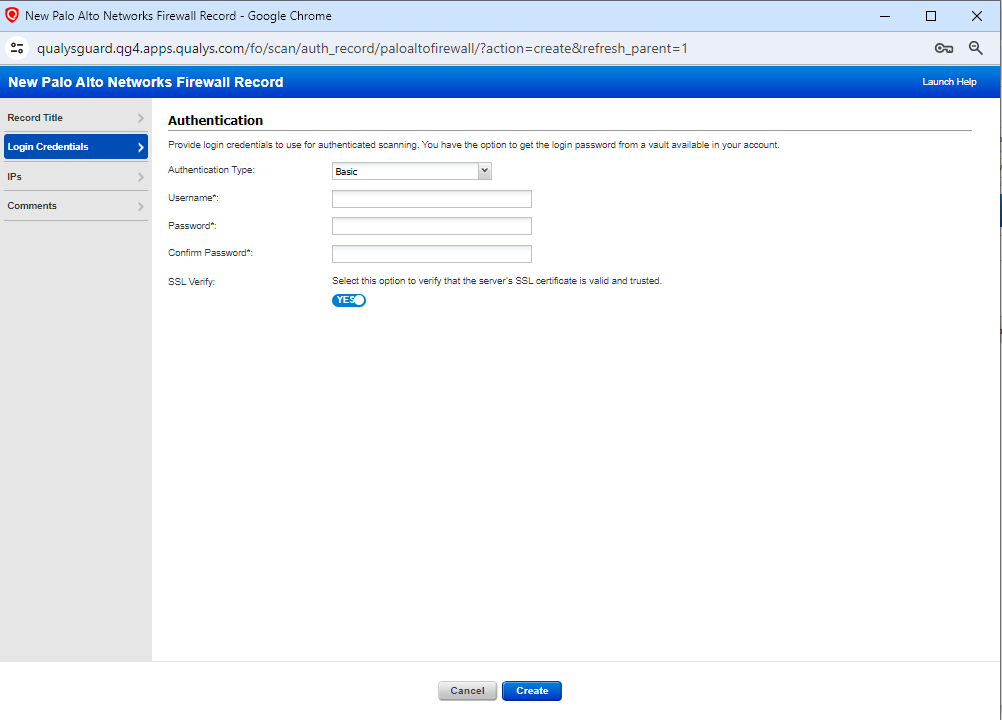 New Palo Alto Networks Firewall Record - Google Chrome
qualysguard.qg4.apps.qualys.com/fo/scan/auth_record/paloaltofirewall/?action=create&refresh_parent=1
New Palo Alto Networks Firewall Record
Launch Help
Record Title
Login Credentials
IPs
Comments
Authentication
Provide login credentials to use for authenticated scanning. You have the option to get the login password from a vault available in your account.
Authentication Type: Basic
Username*:
Password*:
Confirm Password*:
SSL Verify: Select this option to verify that the server's SSL certificate is valid and trusted.
YES
Cancel Create